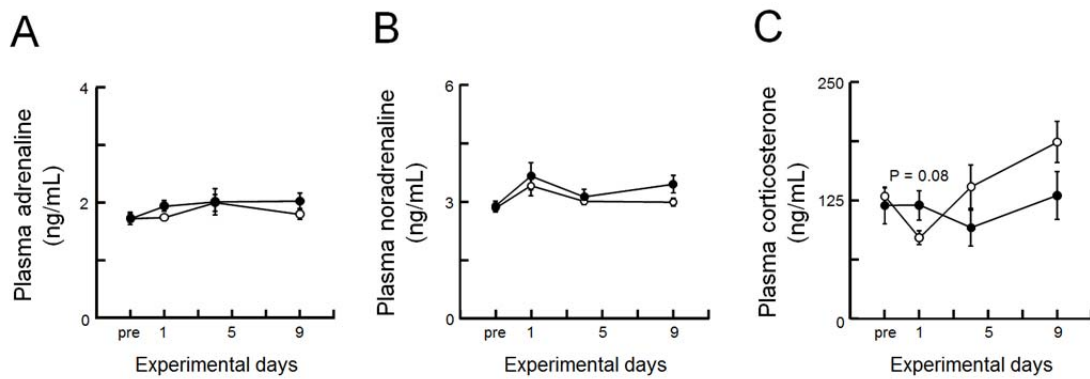 A
Plasma adrenaline
(ng/mL)
4
2
0
pre 1 5 9
Experimental days
B
Plasma noradrenaline
(ng/mL)
6
3
0
pre 1 5 9
Experimental days
C
Plasma corticosterone
(ng/mL)
250
P = 0.08
125
0
pre 1 5 9
Experimental days